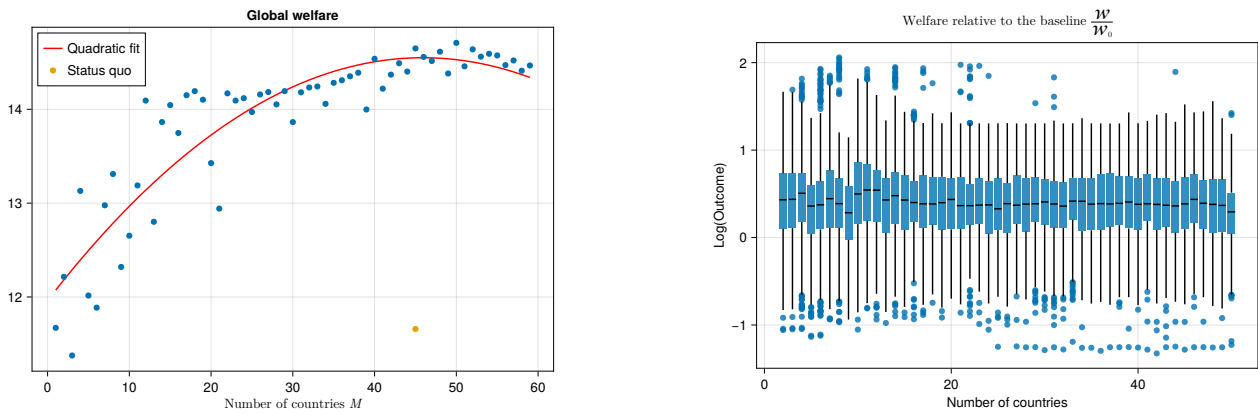 Global welfare
Quadratic fit
Status quo
14
13
12
0
10
20
30
40
50
60
Number of countries M
Welfare relative to the baseline 𝓦/𝓦₀
Log(Outcome)
2
1
0
−1
0
20
40
Number of countries